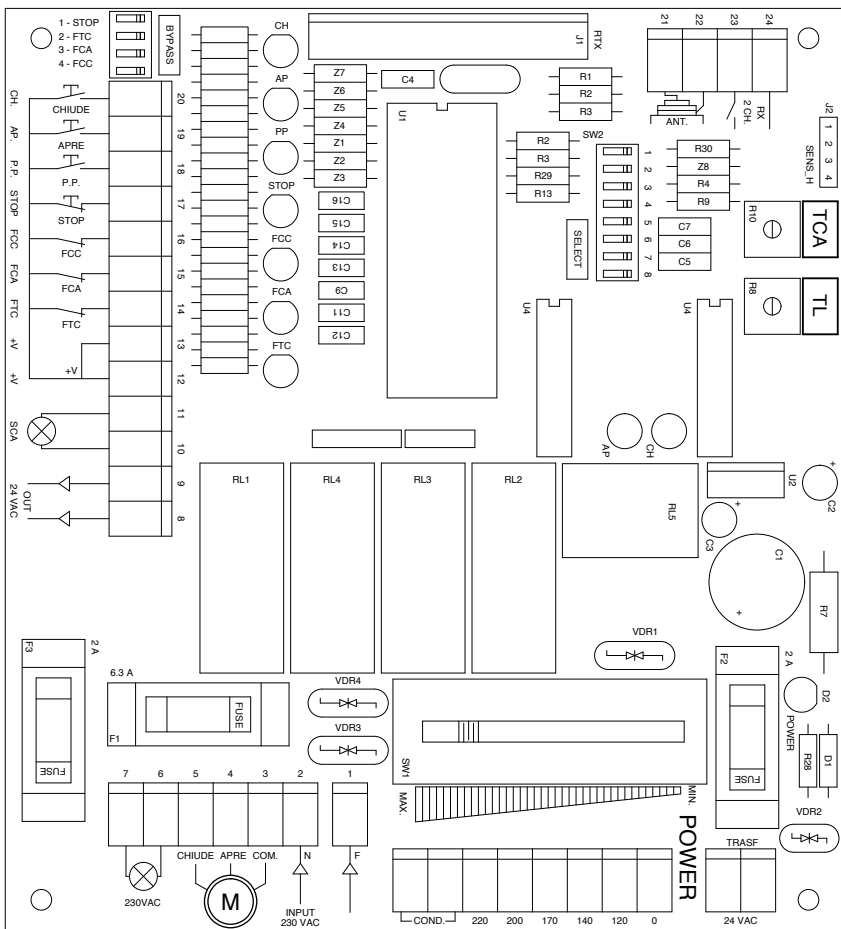 1 - STOP
2 - FTC
3 - FCA
4 - FCC
BYPASS
CH
AP
PP
STOP
FCC
FCA
FTC
J1
RTX
21
22
23
24
ANT.
2 CH.
RX
J2
1
2
3
4
SENS_H
CH.
CHIUDE
AP.
APRE
P.P.
P.P.
STOP
STOP
FCC
FCC
FCA
FCA
FTC
FTC
+V
+V
+V
SCA
OUT
24 VAC
20
19
18
17
16
15
14
13
12
11
10
9
8
Z7
Z6
Z5
Z4
Z1
Z2
Z3
C16
C15
C14
C13
C9
C11
C12
C4
U1
R1
R2
R3
R2
R3
R29
R13
SW2
1
2
3
4
5
6
7
8
SELECT
R30
Z8
R4
R9
C7
C6
C5
R10
TCA
R8
TL
U4
U4
AP
CH
RL1
RL4
RL3
RL2
RL5
U2
C2
C3
C1
R7
F3
2 A
FUSE
6.3 A
F1
FUSE
VDR4
VDR3
VDR1
SW1
MAX.
MIN.
POWER
F2
2 A
FUSE
D2
POWER
R28
D1
VDR2
7
6
5
4
3
2
1
230VAC
CHIUDE
APRE
COM.
M
N
F
INPUT
230 VAC
COND.
220
200
170
140
120
0
TRASF
24 VAC